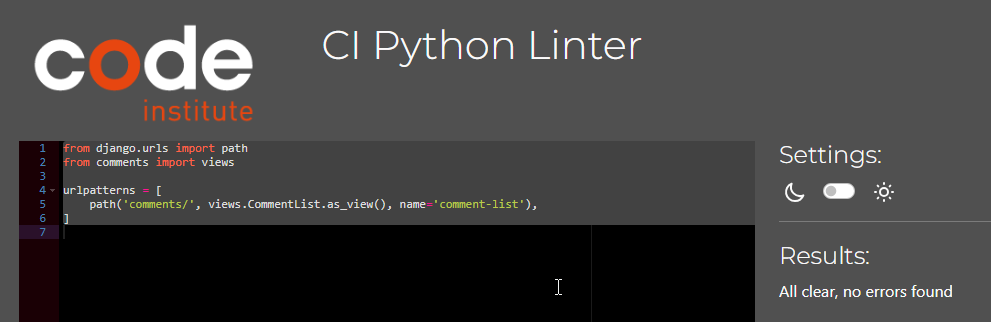 code
institute
CI Python Linter
1 from django.urls import path
2 from comments import views
3
4 urlpatterns = [
5     path('comments/', views.CommentList.as_view(), name='comment-list'),
6 ]
7
Settings:
Results:
All clear, no errors found